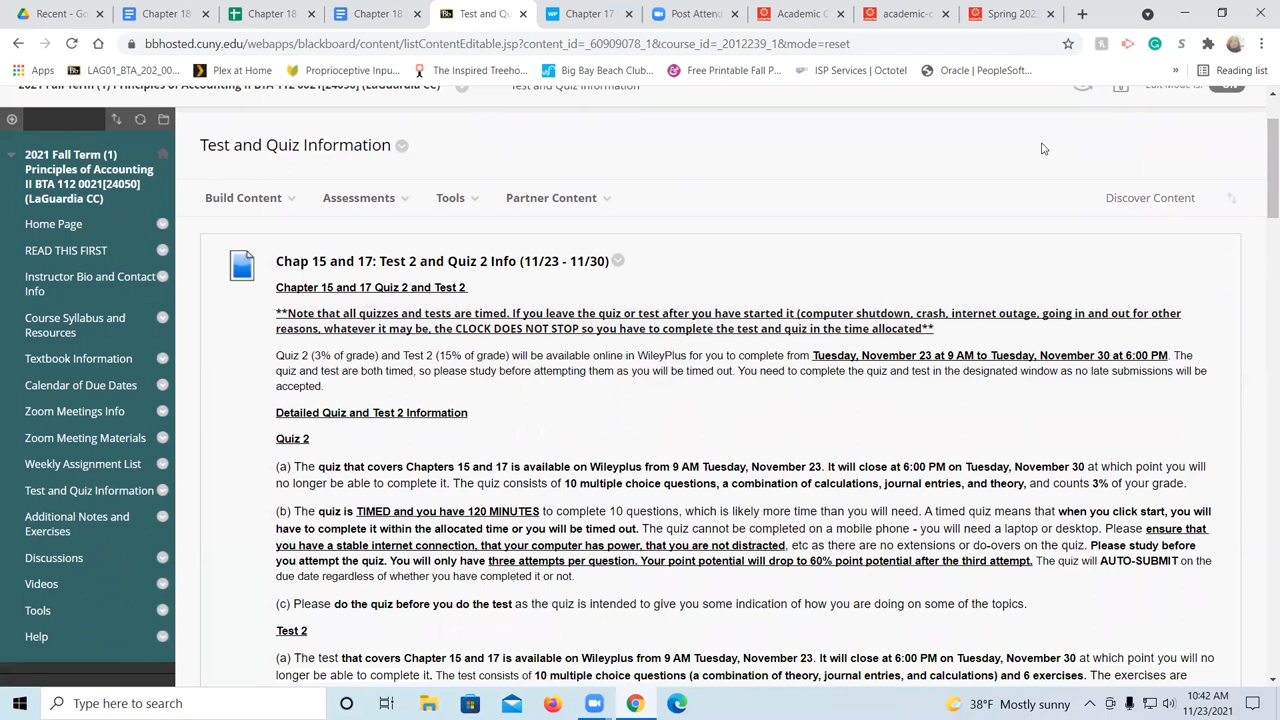 Recent - Go
Chapter 18
Chapter 18
Chapter 18
Bb Test and Qu
WP Chapter 17
Post Attend
Academic C
academic-c
Spring 202
bbhosted.cuny.edu/webapps/blackboard/content/listContentEditable.jsp?content_id=_60909078_1&course_id=_2012239_1&mode=reset
Apps
Bb LAG01_BTA_202_00...
Plex at Home
Proprioceptive Inpu...
The Inspired Treeho...
Big Bay Beach Club...
Free Printable Fall P...
ISP Services | Octotel
Oracle | PeopleSoft...
»
Reading list
2021 Fall Term (1) Principles of Accounting II BTA 112 0021[24050] (LaGuardia CC)
Test and Quiz Information
Edit Mode is:
ON
2021 Fall Term (1)
Principles of Accounting
II BTA 112 0021[24050]
(LaGuardia CC)
Home Page
READ THIS FIRST
Instructor Bio and Contact
Info
Course Syllabus and
Resources
Textbook Information
Calendar of Due Dates
Zoom Meetings Info
Zoom Meeting Materials
Weekly Assignment List
Test and Quiz Information
Additional Notes and
Exercises
Discussions
Videos
Tools
Help
Test and Quiz Information
Build Content
Assessments
Tools
Partner Content
Discover Content
Chap 15 and 17: Test 2 and Quiz 2 Info (11/23 - 11/30)
Chapter 15 and 17 Quiz 2 and Test 2
**Note that all quizzes and tests are timed. If you leave the quiz or test after you have started it (computer shutdown, crash, internet outage, going in and out for other
reasons, whatever it may be, the CLOCK DOES NOT STOP so you have to complete the test and quiz in the time allocated**
Quiz 2 (3% of grade) and Test 2 (15% of grade) will be available online in WileyPlus for you to complete from Tuesday, November 23 at 9 AM to Tuesday, November 30 at 6:00 PM. The
quiz and test are both timed, so please study before attempting them as you will be timed out. You need to complete the quiz and test in the designated window as no late submissions will be
accepted.
Detailed Quiz and Test 2 Information
Quiz 2
(a) The quiz that covers Chapters 15 and 17 is available on Wileyplus from 9 AM Tuesday, November 23. It will close at 6:00 PM on Tuesday, November 30 at which point you will
no longer be able to complete it. The quiz consists of 10 multiple choice questions, a combination of calculations, journal entries, and theory, and counts 3% of your grade.
(b) The quiz is TIMED and you have 120 MINUTES to complete 10 questions, which is likely more time than you will need. A timed quiz means that when you click start, you will
have to complete it within the allocated time or you will be timed out. The quiz cannot be completed on a mobile phone - you will need a laptop or desktop. Please ensure that
you have a stable internet connection, that your computer has power, that you are not distracted, etc as there are no extensions or do-overs on the quiz. Please study before
you attempt the quiz. You will only have three attempts per question. Your point potential will drop to 60% point potential after the third attempt. The quiz will AUTO-SUBMIT on the
due date regardless of whether you have completed it or not.
(c) Please do the quiz before you do the test as the quiz is intended to give you some indication of how you are doing on some of the topics.
Test 2
(a) The test that covers Chapter 15 and 17 is available on Wileyplus from 9 AM Tuesday, November 23. It will close at 6:00 PM on Tuesday, November 30 at which point you will
no longer be able to complete it. The test consists of 10 multiple choice questions (a combination of theory, journal entries, and calculations) and 6 exercises. The exercises are
Type here to search
38°F Mostly sunny
10:42 AM
11/23/2021